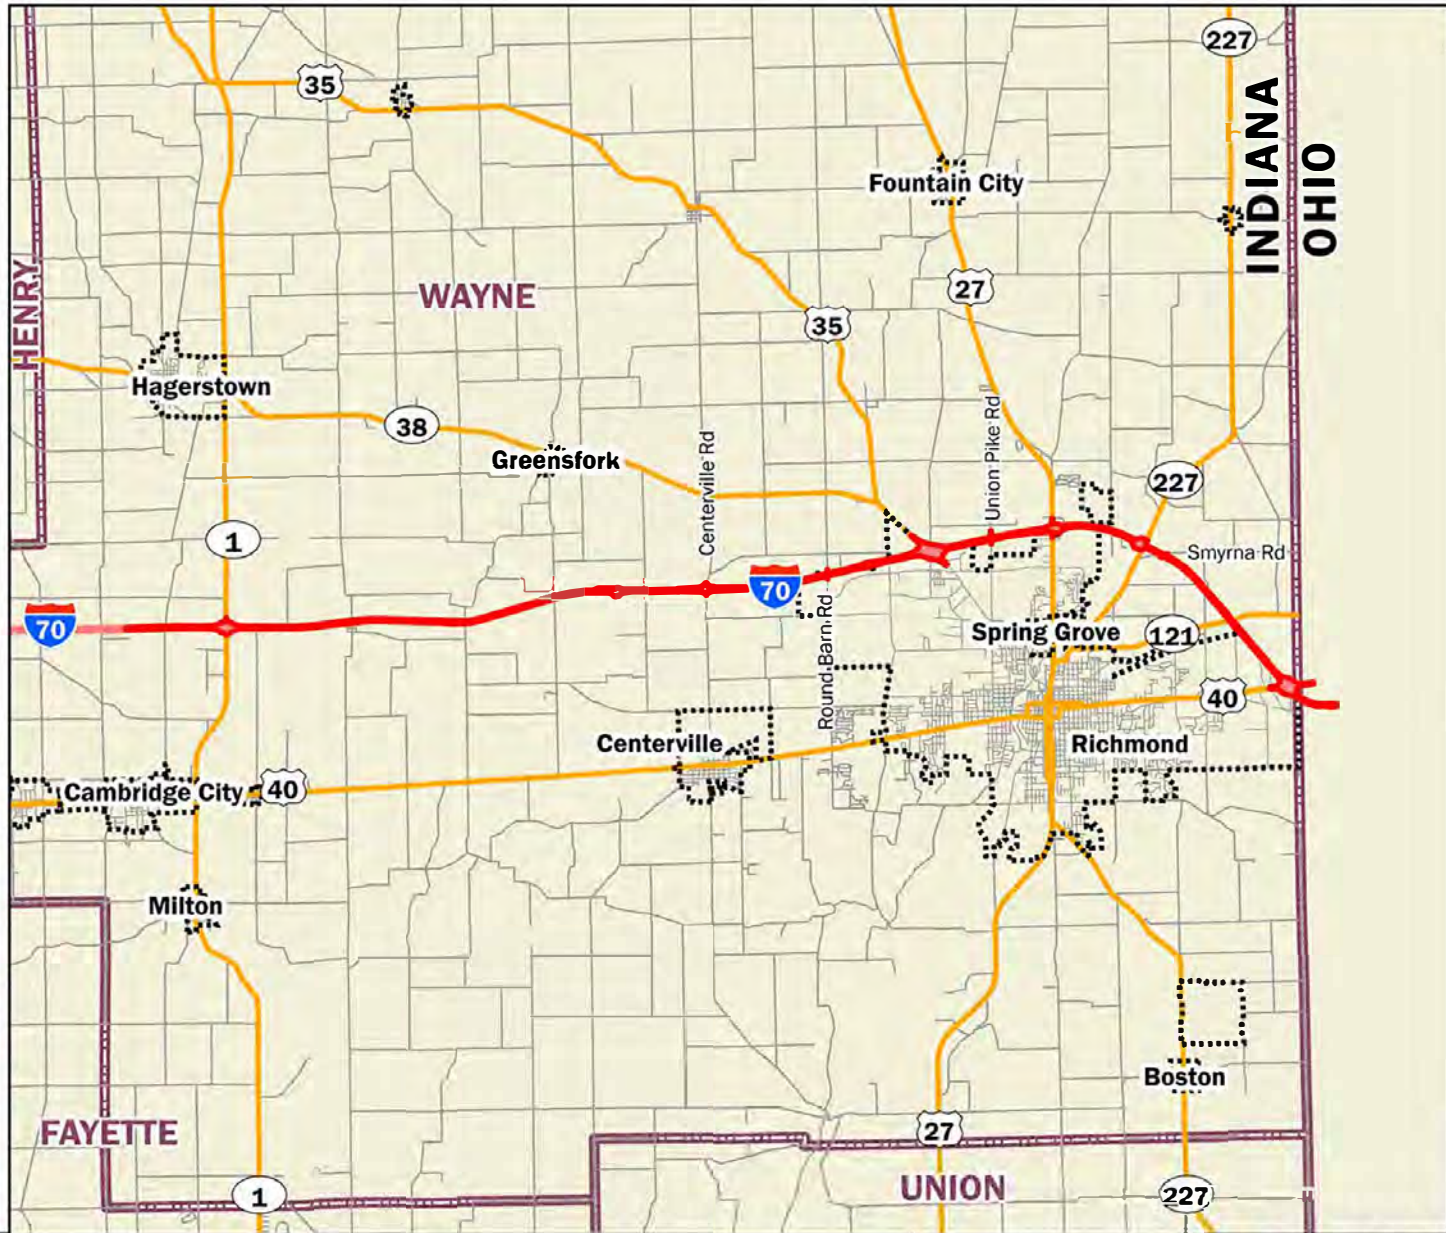 227
35
INDIANA
OHIO
Fountain City
HENRY
WAYNE
27
35
Hagerstown
38
Greensfork
Centerville Rd
Union Pike Rd
227
1
Smyrna Rd
70
70
Round Barn Rd
Spring Grove
121
40
Centerville
Richmond
Cambridge City
40
Milton
Boston
FAYETTE
27
UNION
1
227